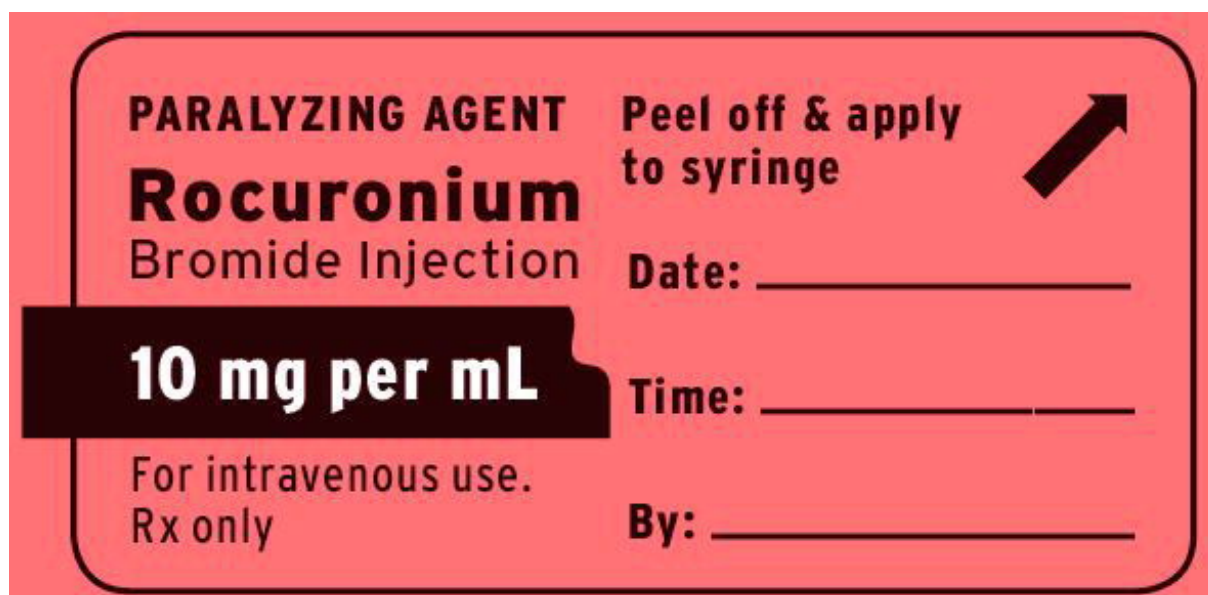 PARALYZING AGENT
Rocuronium
Bromide Injection
10 mg per mL
For intravenous use.
Rx only
Peel off & apply
to syringe
Date:
Time:
By: